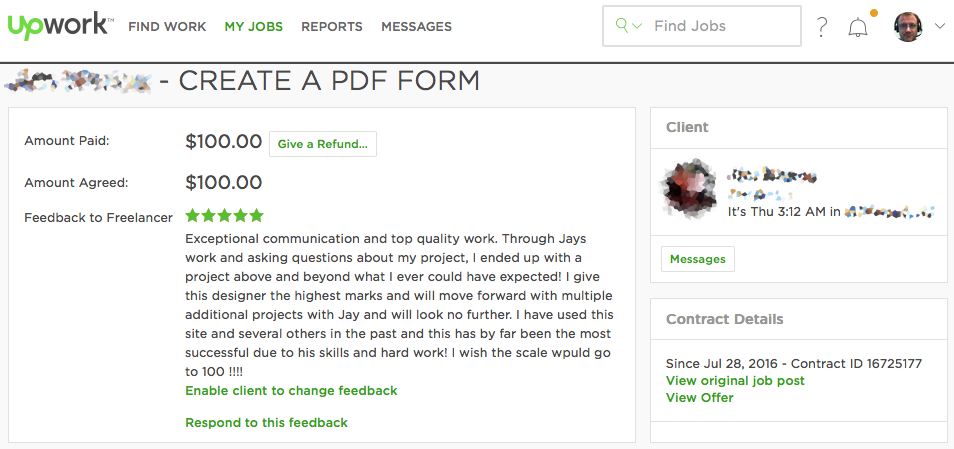 upwork™ FIND WORK MY JOBS REPORTS MESSAGES Find Jobs ?
- CREATE A PDF FORM
Amount Paid: $100.00 Give a Refund...
Amount Agreed: $100.00
Feedback to Freelancer
Exceptional communication and top quality work. Through Jays
work and asking questions about my project, I ended up with a
project above and beyond what I ever could have expected! I give
this designer the highest marks and will move forward with multiple
additional projects with Jay and will look no further. I have used this
site and several others in the past and this has by far been the most
successful due to his skills and hard work! I wish the scale wpuld go
to 100 !!!!
Enable client to change feedback
Respond to this feedback
Client
It's Thu 3:12 AM in
Messages
Contract Details
Since Jul 28, 2016 - Contract ID 16725177
View original job post
View Offer